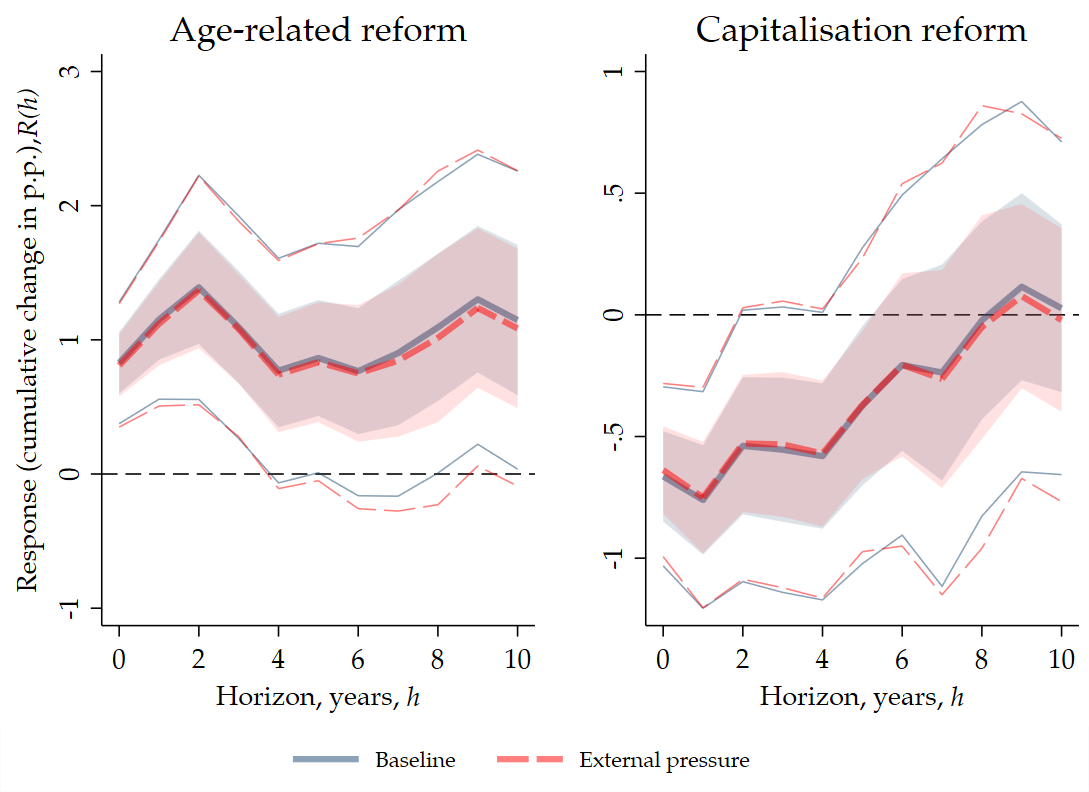 Age-related reform
Capitalisation reform
Response (cumulative change in p.p.),R(h)
3
2
1
0
-1
0 2 4 6 8 10
Horizon, years, h
1
.5
0
-.5
-1
0 2 4 6 8 10
Horizon, years, h
Baseline
External pressure